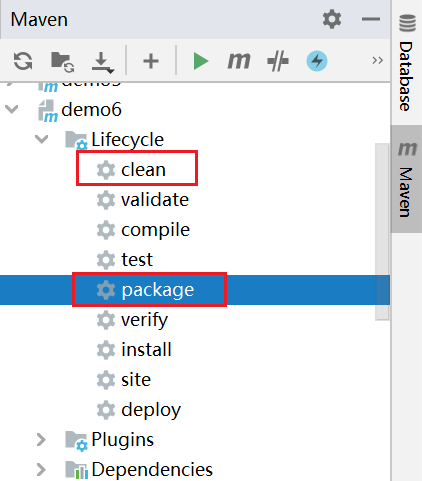 Maven
demo6
Lifecycle
clean
validate
compile
test
package
verify
install
site
deploy
Plugins
Dependencies
Database
m Maven